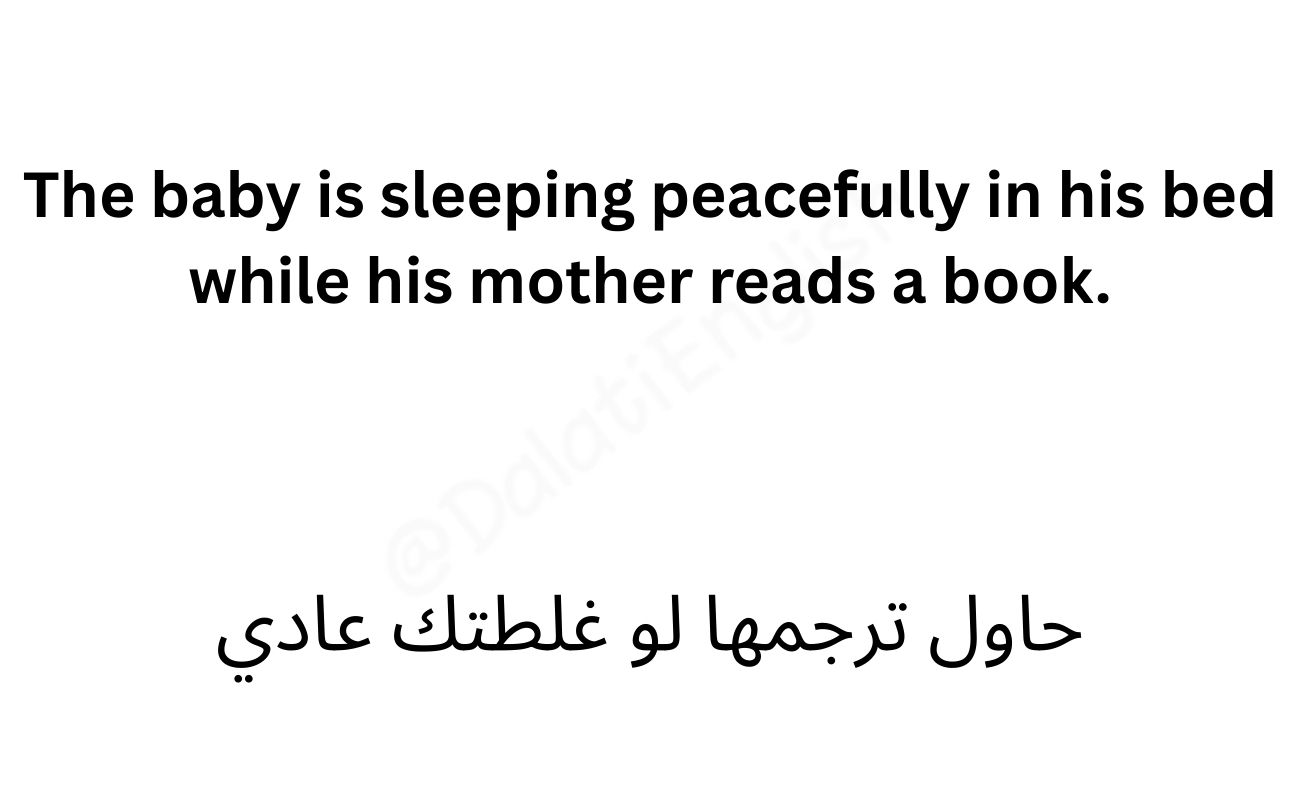 The baby is sleeping peacefully in his bed
while his mother reads a book.
@DalatiEnglish
حاول ترجمها لو غلطتك عادي